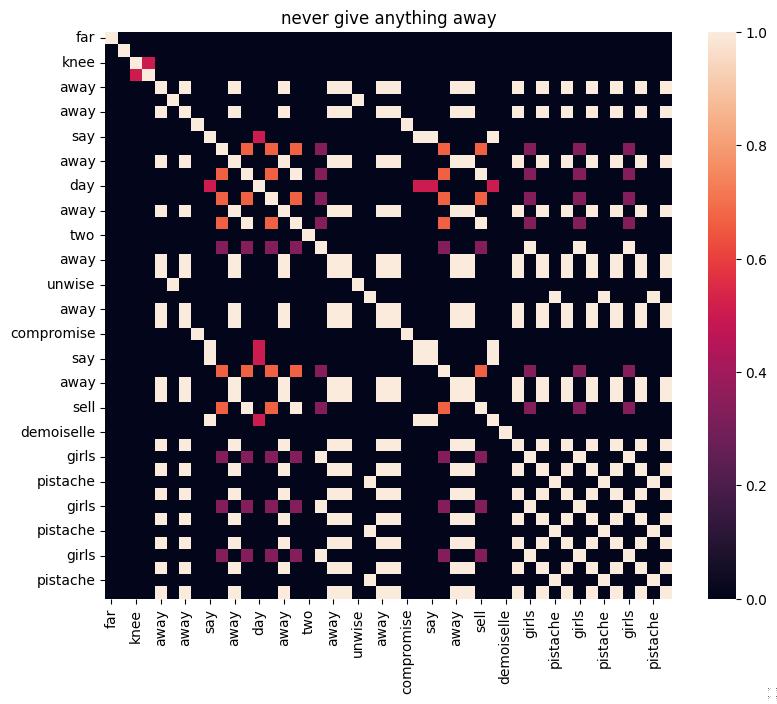 never give anything away
far
knee
away
away
say
away
day
away
two
away
unwise
away
compromise
say
away
sell
demoiselle
girls
pistache
girls
pistache
girls
pistache
far
knee
away
away
say
away
day
away
two
away
unwise
away
compromise
say
away
sell
demoiselle
girls
pistache
girls
pistache
girls
pistache
1.0
0.8
0.6
0.4
0.2
0.0